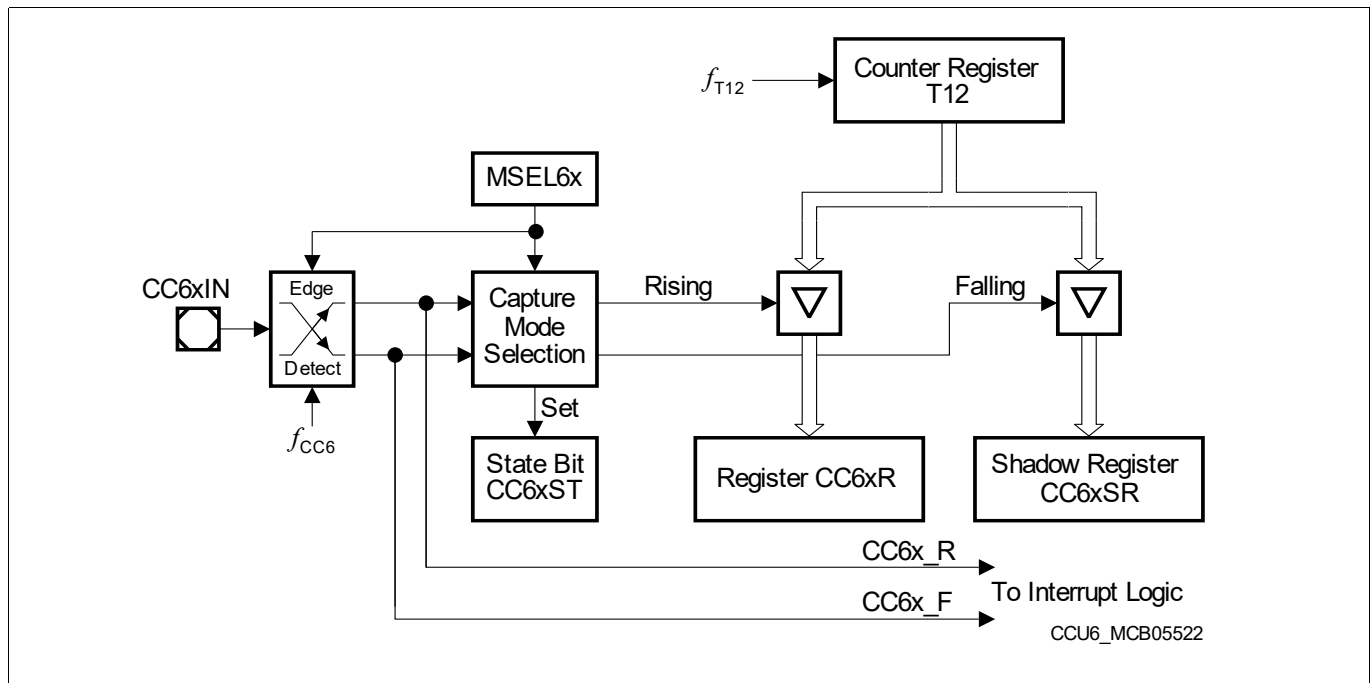 Counter Register
T12
fT12
MSEL6x
CC6xIN
Edge
Detect
Capture
Mode
Selection
Rising
Falling
fCC6
Set
State Bit
CC6xST
Register CC6xR
Shadow Register
CC6xSR
CC6x_R
CC6x_F
To Interrupt Logic
CCU6_MCB05522